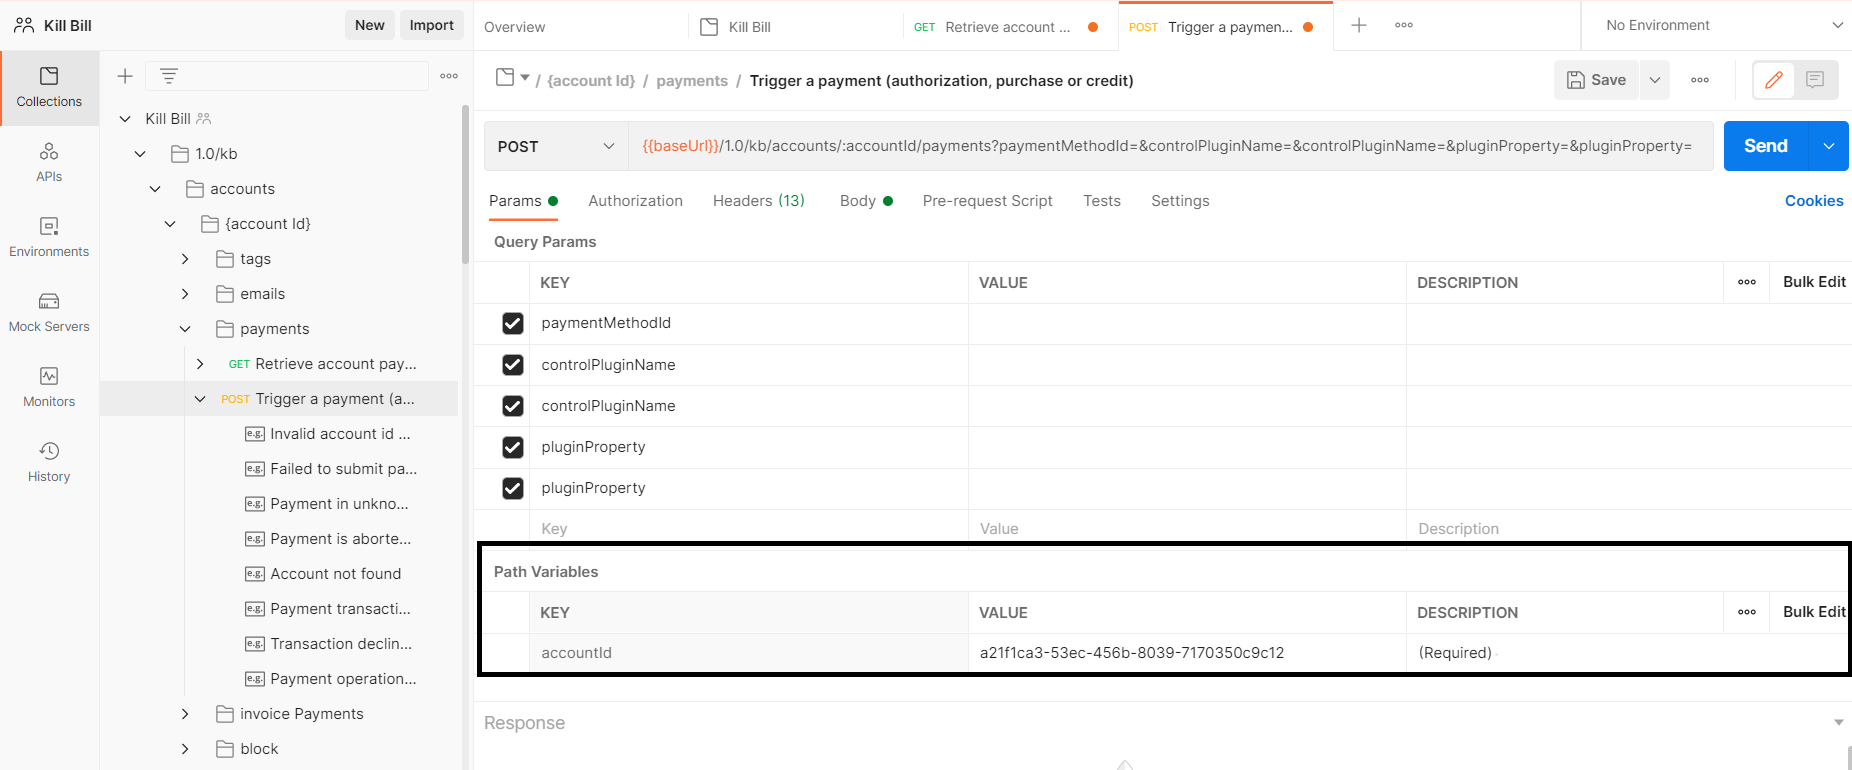 Kill Bill
New
Import
Overview
Kill Bill
GET Retrieve account ...
POST Trigger a paymen...
No Environment
Collections
APIs
Environments
Mock Servers
Monitors
History
Kill Bill
1.0/kb
accounts
{account Id}
tags
emails
payments
GET Retrieve account pay...
POST Trigger a payment (a...
e.g. Invalid account id ...
e.g. Failed to submit pa...
e.g. Payment in unkno...
e.g. Payment is aborte...
e.g. Account not found
e.g. Payment transacti...
e.g. Transaction declin...
e.g. Payment operation...
invoice Payments
block
/ {account Id} / payments / Trigger a payment (authorization, purchase or credit)
Save
POST
{{baseUrl}}/1.0/kb/accounts/:accountId/payments?paymentMethodId=&controlPluginName=&controlPluginName=&pluginProperty=&pluginProperty=
Send
Params
Authorization
Headers (13)
Body
Pre-request Script
Tests
Settings
Cookies
Query Params
KEY VALUE DESCRIPTION Bulk Edit
paymentMethodId
controlPluginName
controlPluginName
pluginProperty
pluginProperty
Key Value Description
Path Variables
KEY VALUE DESCRIPTION Bulk Edit
accountId a21f1ca3-53ec-456b-8039-7170350c9c12 (Required)
Response